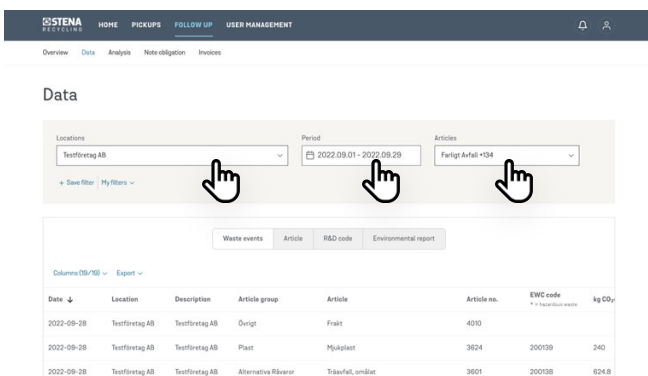 STENA HOME PICKUPS FOLLOW UP USER MANAGEMENT
RECYCLING
Overview Data Analysis Note obligation Invoices
Data
Locations Period Articles
Testföretag AB 2022.09.01 - 2022.09.29 Farligt Avfall +134
+ Save filter My filters
Waste events Article R&D code Environmental report
Columns (19/19) Export
Date ↓ Location Description Article group Article Article no. EWC code kg CO₂
* = hazardous waste
2022-09-28 Testföretag AB Testföretag AB Övrigt Frakt 4010
2022-09-28 Testföretag AB Testföretag AB Plast Mjukplast 3624 200139 240
2022-09-28 Testföretag AB Testföretag AB Alternativa Råvaror Träavfall, omålat 3601 200138 624.8